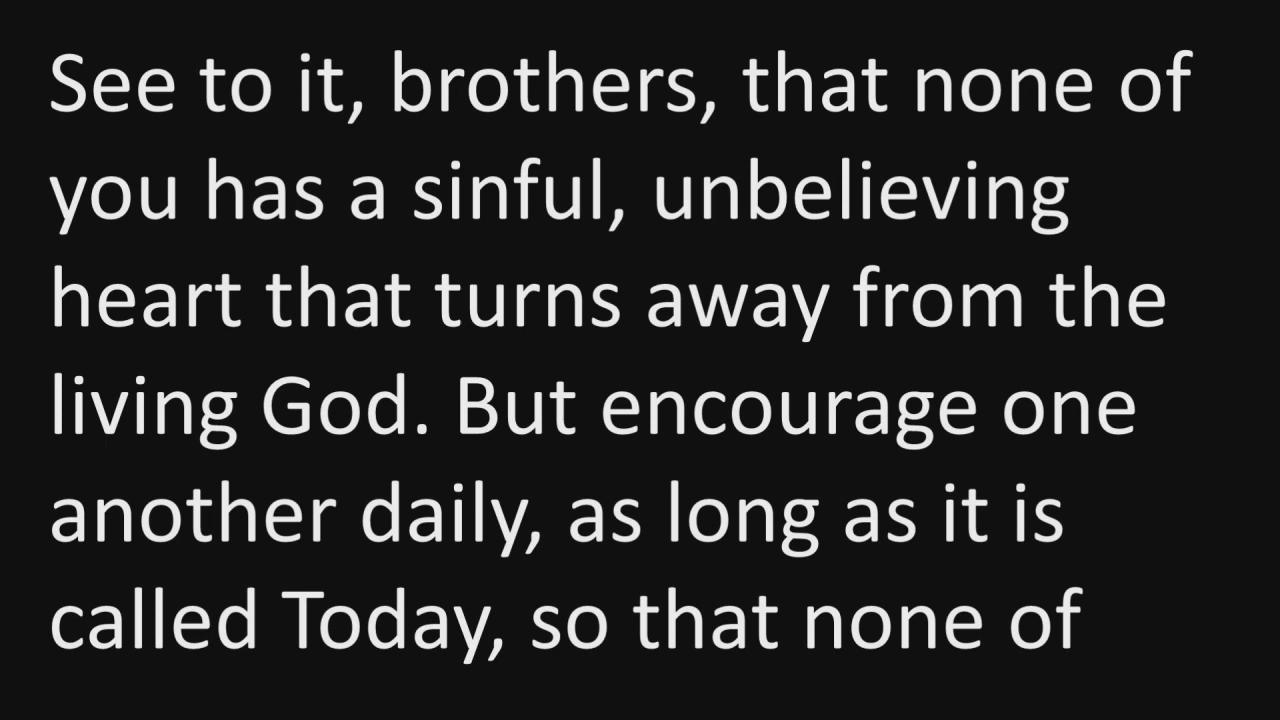 See to it, brothers, that none of
you has a sinful, unbelieving
heart that turns away from the
living God. But encourage one
another daily, as long as it is
called Today, so that none of